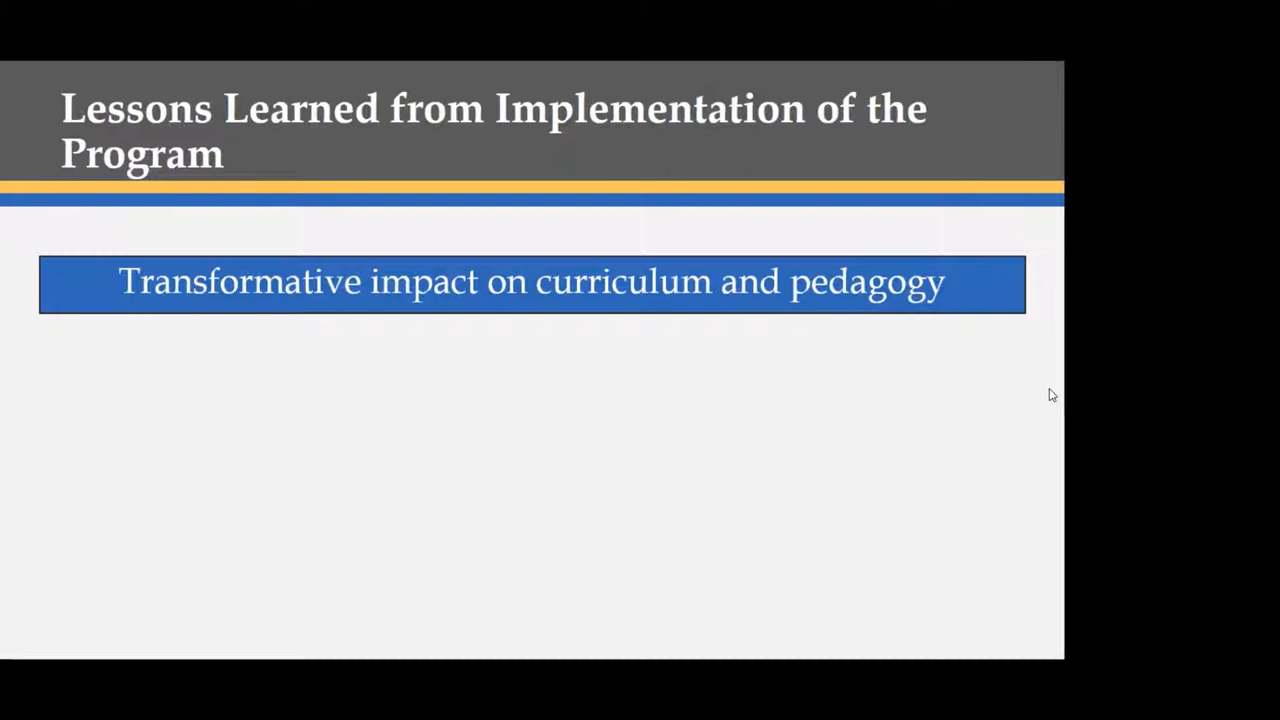 Lessons Learned from Implementation of the
Program
Transformative impact on curriculum and pedagogy